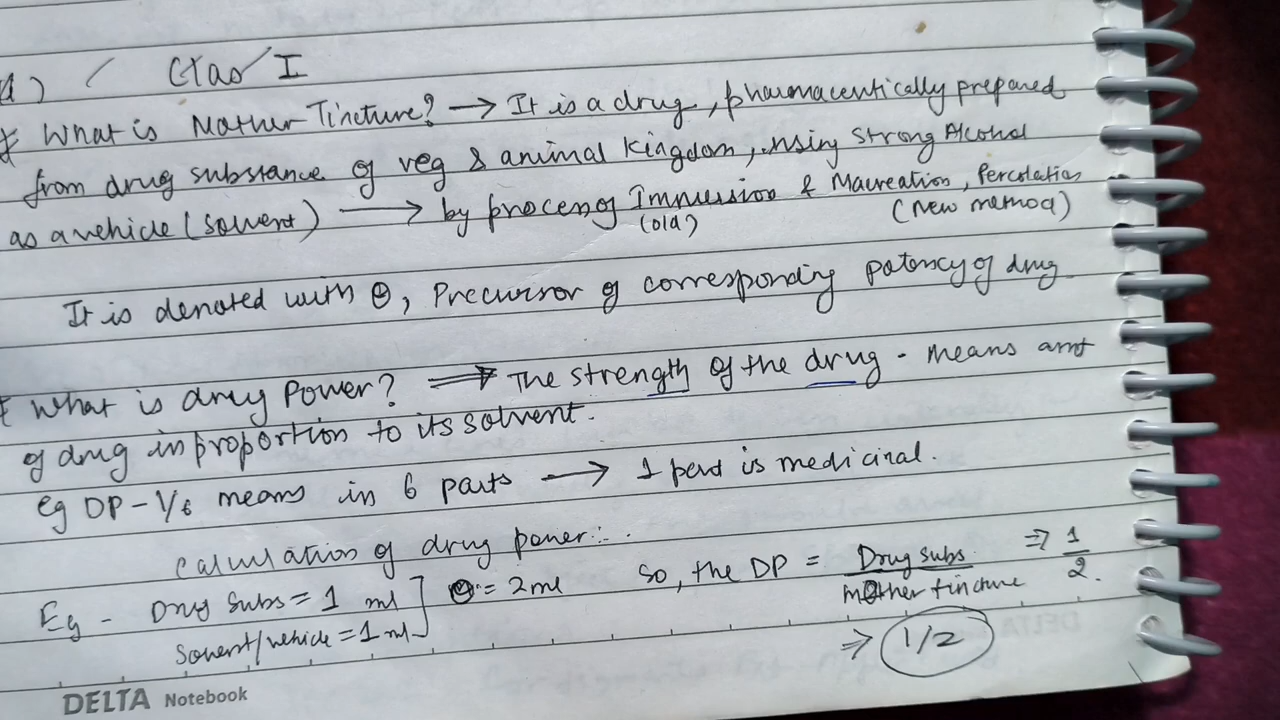 Class I
* What is Mother Tincture? → It is a drug, pharmaceutically prepared
from drug substance of veg & animal kingdom, using strong Alcohol
as a vehicle (solvent) → by process of Immersion & Macreation, Percolation
(old) (New method)
It is denoted with θ, Precursor of corresponding potency of drug
* What is drug Power? ⇒ The strength of the drug. means amt
of drug in proportion to its solvent.
eg DP - 1/6 means in 6 parts → 1 part is medicinal.
Calculation of drug power:-
Eg - Drug Subs = 1 ml ] θ = 2ml So, the DP = Drug subs. / mother tincture ⇒ 1/2.
Solvent/vehicle = 1 ml
⇒ 1/2
DELTA Notebook